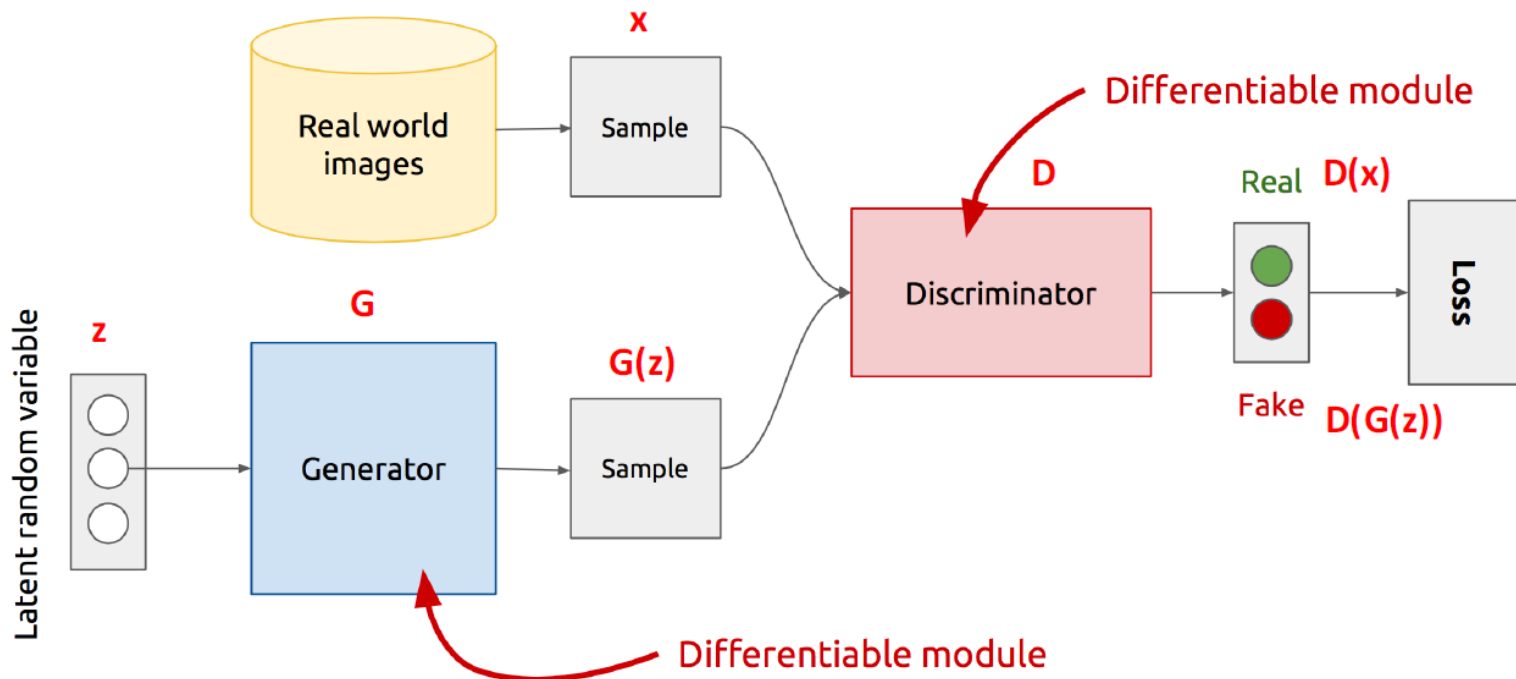 x
Real world
images
Sample
Differentiable module
D
Real
D(x)
Discriminator
Loss
Latent random variable
z
G
G(z)
Generator
Sample
Fake
D(G(z))
Differentiable module